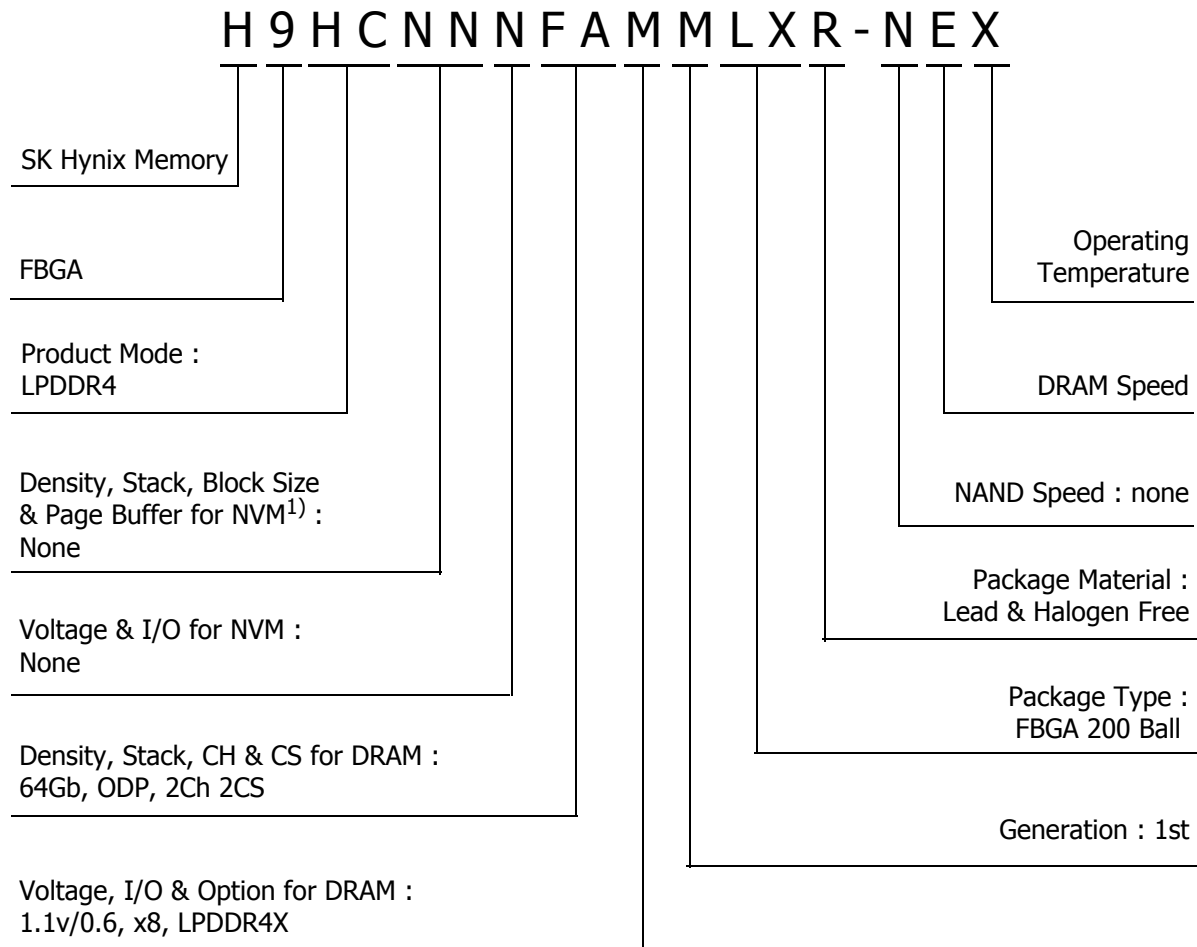 H9HCNNNFAMMLXR-NEX
SK Hynix Memory
FBGA
Product Mode :
LPDDR4
Density, Stack, Block Size
& Page Buffer for NVM1) :
None
Voltage & I/O for NVM :
None
Density, Stack, CH & CS for DRAM :
64Gb, ODP, 2Ch 2CS
Voltage, I/O & Option for DRAM :
1.1v/0.6, x8, LPDDR4X
Operating
Temperature
DRAM Speed
NAND Speed : none
Package Material :
Lead & Halogen Free
Package Type :
FBGA 200 Ball
Generation : 1st